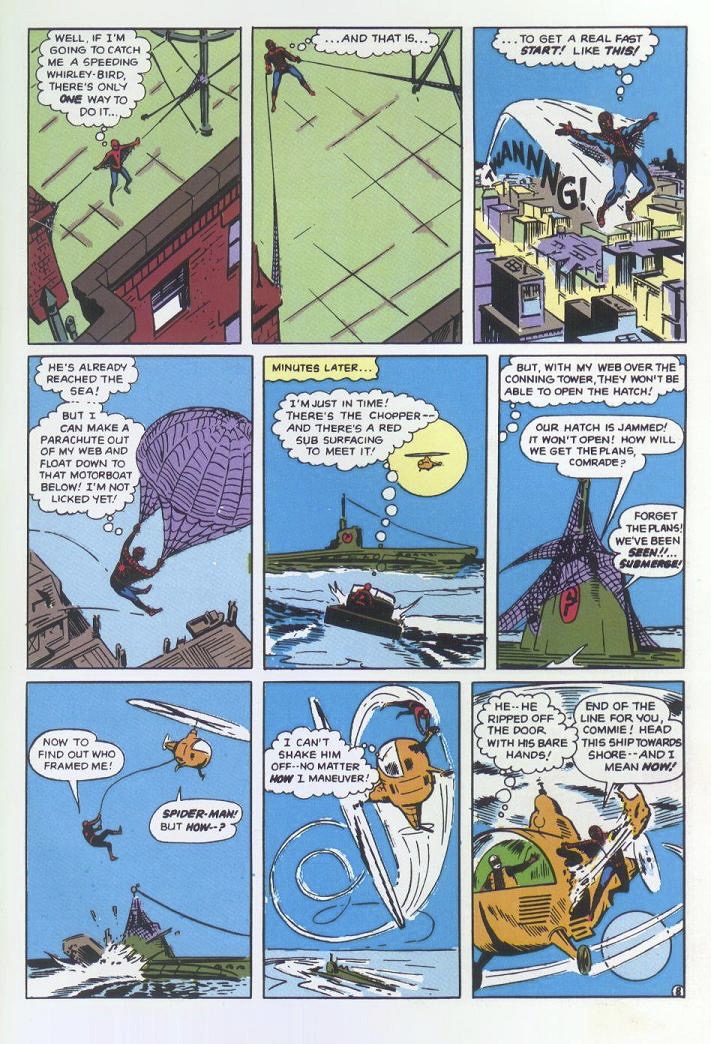 WELL, IF I'M
GOING TO CATCH
ME A SPEEDING
WHIRLEY-BIRD,
THERE'S ONLY
ONE WAY TO
DO IT...
...AND THAT IS...
...TO GET A REAL FAST
START! LIKE THIS!
TWANNNNG!
HE'S ALREADY
REACHED THE
SEA!
BUT I
CAN MAKE A
PARACHUTE OUT
OF MY WEB AND
FLOAT DOWN TO
THAT MOTORBOAT
BELOW! I'M NOT
LICKED YET!
MINUTES LATER...
I'M JUST IN TIME!
THERE'S THE CHOPPER--
AND THERE'S A RED
SUB SURFACING
TO MEET IT!
BUT, WITH MY WEB OVER THE
CONNING TOWER, THEY WON'T BE
ABLE TO OPEN THE HATCH!
OUR HATCH IS JAMMED!
IT WON'T OPEN! HOW WILL
WE GET THE PLANS,
COMRADE?
FORGET
THE PLANS!
WE'VE BEEN
SEEN!!...
SUBMERGE!
NOW TO
FIND OUT WHO
FRAMED ME!
SPIDER-MAN!
BUT HOW--?
I CAN'T
SHAKE HIM
OFF--NO MATTER
HOW I MANEUVER!
HE--HE
RIPPED OFF
THE DOOR
WITH HIS BARE
HANDS!
END OF THE
LINE FOR YOU,
COMMIE! HEAD
THIS SHIP TOWARDS
SHORE--AND I
MEAN NOW!
8